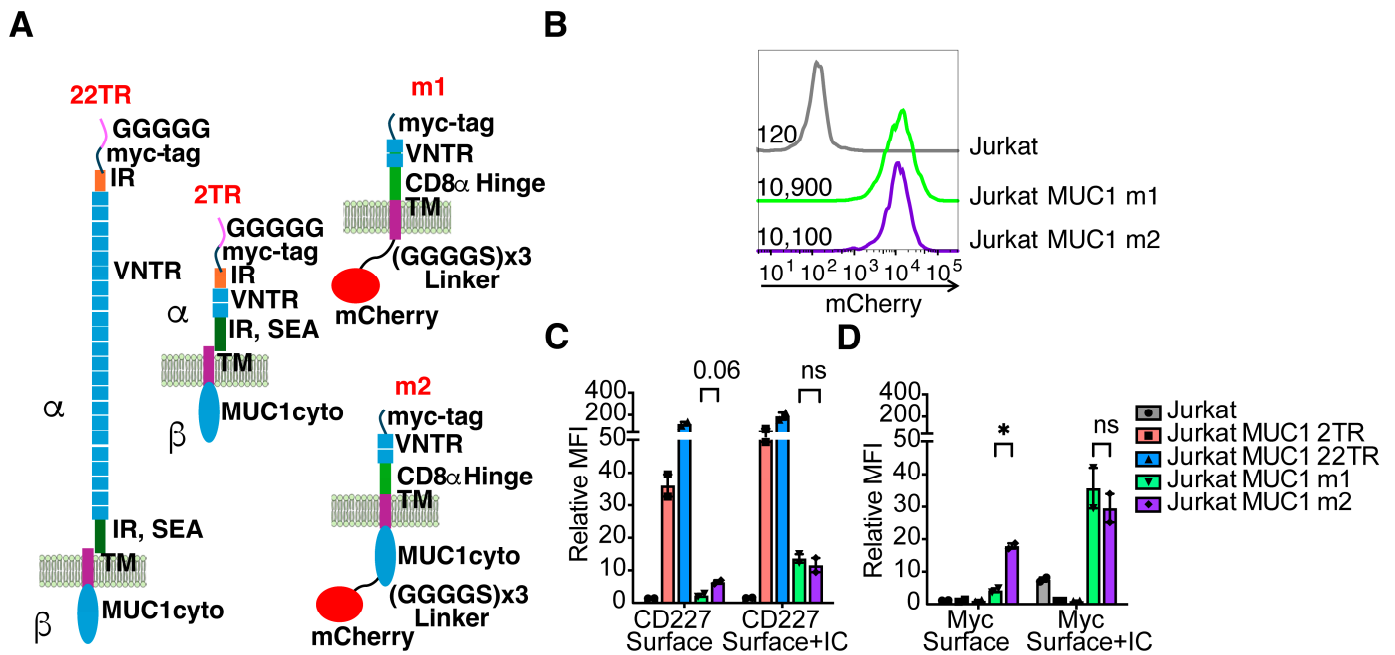 A
22TR
GGGGG
myc-tag
IR
VNTR
α
IR, SEA
TM
MUC1cyto
β
2TR
GGGGG
myc-tag
IR
VNTR
α
IR, SEA
TM
MUC1cyto
β
m1
myc-tag
VNTR
CD8α Hinge
TM
(GGGGS)x3
Linker
mCherry
m2
myc-tag
VNTR
CD8α Hinge
TM
MUC1cyto
(GGGGS)x3
Linker
mCherry
B
120
Jurkat
10,900
Jurkat MUC1 m1
10,100
Jurkat MUC1 m2
10¹ 10² 10³ 10⁴ 10⁵
mCherry
C
0.06
ns
400
200
50
40
30
20
10
0
Relative MFI
CD227
Surface
CD227
Surface+IC
D
*
ns
400
200
50
40
30
20
10
0
Relative MFI
Myc
Surface
Myc
Surface+IC
Jurkat
Jurkat MUC1 2TR
Jurkat MUC1 22TR
Jurkat MUC1 m1
Jurkat MUC1 m2